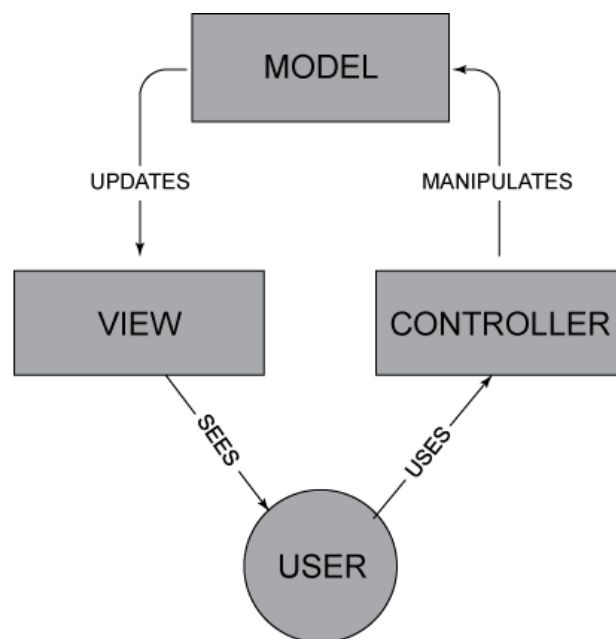 MODEL
UPDATES
MANIPULATES
VIEW
CONTROLLER
SEES
USES
USER